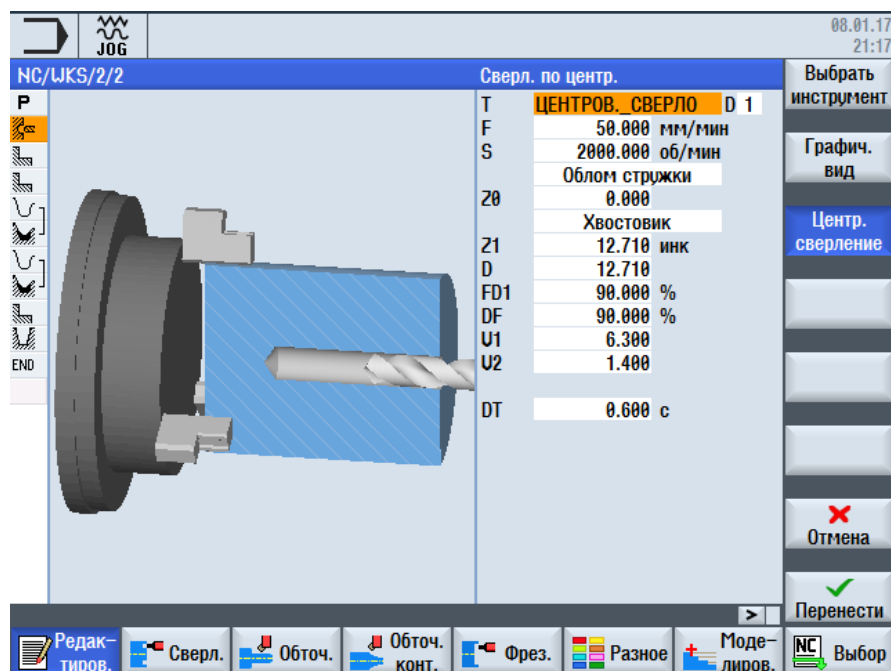 JOG
08.01.17
21:17
NC/WKS/2/2
Сверл. по центр.
Выбрать
инструмент
P
T ЦЕНТРОВ._СВЕРЛО D 1
F 50.000 мм/мин
S 2000.000 об/мин
Облом стружки
Z0 0.000
Хвостовик
Z1 12.710 инк
D 12.710
FD1 90.000 %
DF 90.000 %
U1 6.300
U2 1.400
DT 0.600 с
END
Графич.
вид
Центр.
сверление
Отмена
Перенести
>
Редак-
тиров.
Сверл.
Обточ.
Обточ.
конт.
Фрез.
Разное
Моде-
лиров.
NC
Выбор